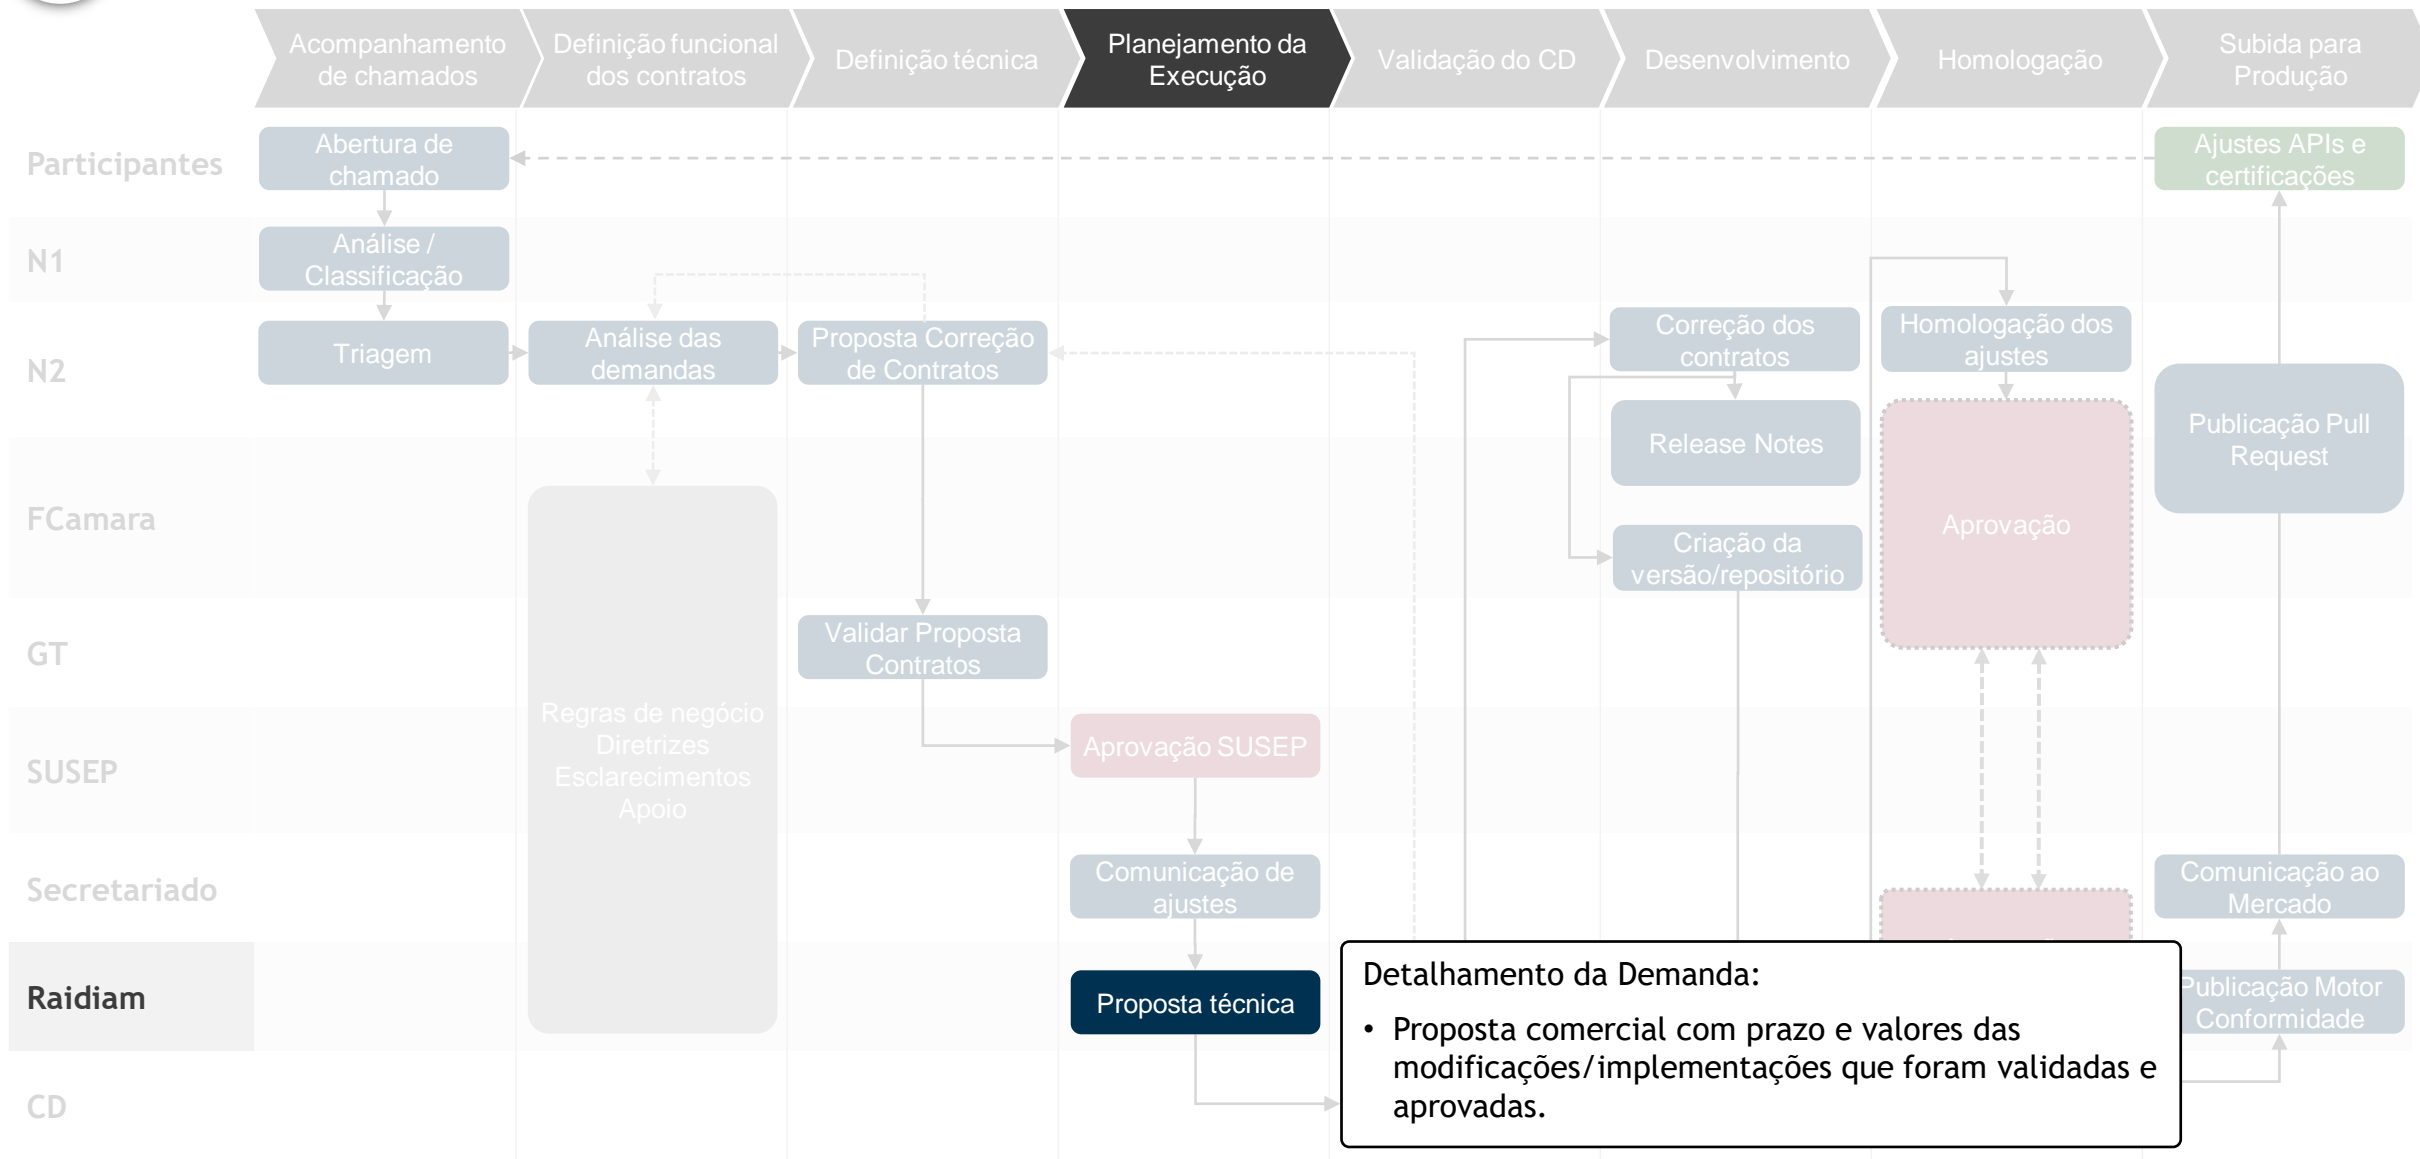 Acompanhamento
de chamados
Definição funcional
dos contratos
Definição técnica
Planejamento da
Execução
Validação do CD
Desenvolvimento
Homologação
Subida para
Produção
Participantes
Abertura de
chamado
Ajustes APIs e
certificações
N1
Análise /
Classificação
N2
Triagem
Análise das
demandas
Proposta Correção
de Contratos
Correção dos
contratos
Homologação dos
ajustes
Release Notes
Publicação Pull
Request
FCamara
Aprovação
Criação da
versão/repositório
GT
Validar Proposta
Contratos
Regras de negócio
Diretrizes
Esclarecimentos
Apoio
SUSEP
Aprovação SUSEP
Secretariado
Comunicação de
ajustes
Comunicação ao
Mercado
Raidiam
Proposta técnica
Detalhamento da Demanda:
• Proposta comercial com prazo e valores das
modificações/implementações que foram validadas e
aprovadas.
Publicação Motor
Conformidade
CD